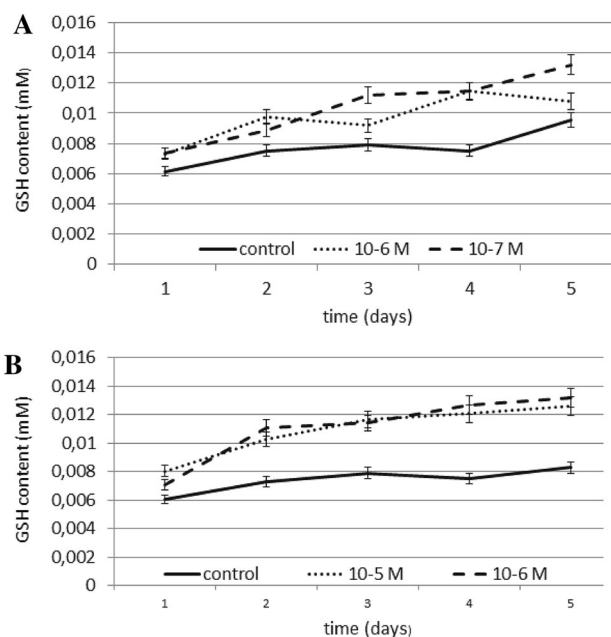 A
0,016
0,014
0,012
0,01
0,008
0,006
0,004
0,002
0
GSH content (mM)
control 10-6 M 10-7 M
1 2 3 4 5
time (days)
B
0,016
0,014
0,012
0,01
0,008
0,006
0,004
0,002
0
GSH content (mM)
control 10-5 M 10-6 M
1 2 3 4 5
time (days)